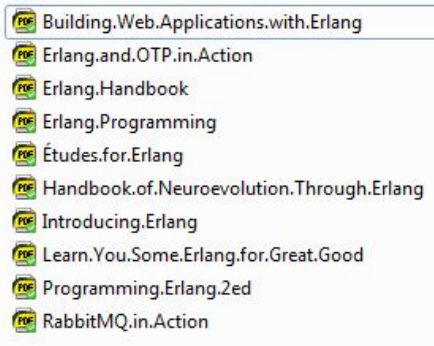 Building.Web.Applications.with.Erlang
Erlang.and.OTP.in.Action
Erlang.Handbook
Erlang.Programming
Études.for.Erlang
Handbook.of.Neuroevolution.Through.Erlang
Introducing.Erlang
Learn.You.Some.Erlang.for.Great.Good
Programming.Erlang.2ed
RabbitMQ.in.Action